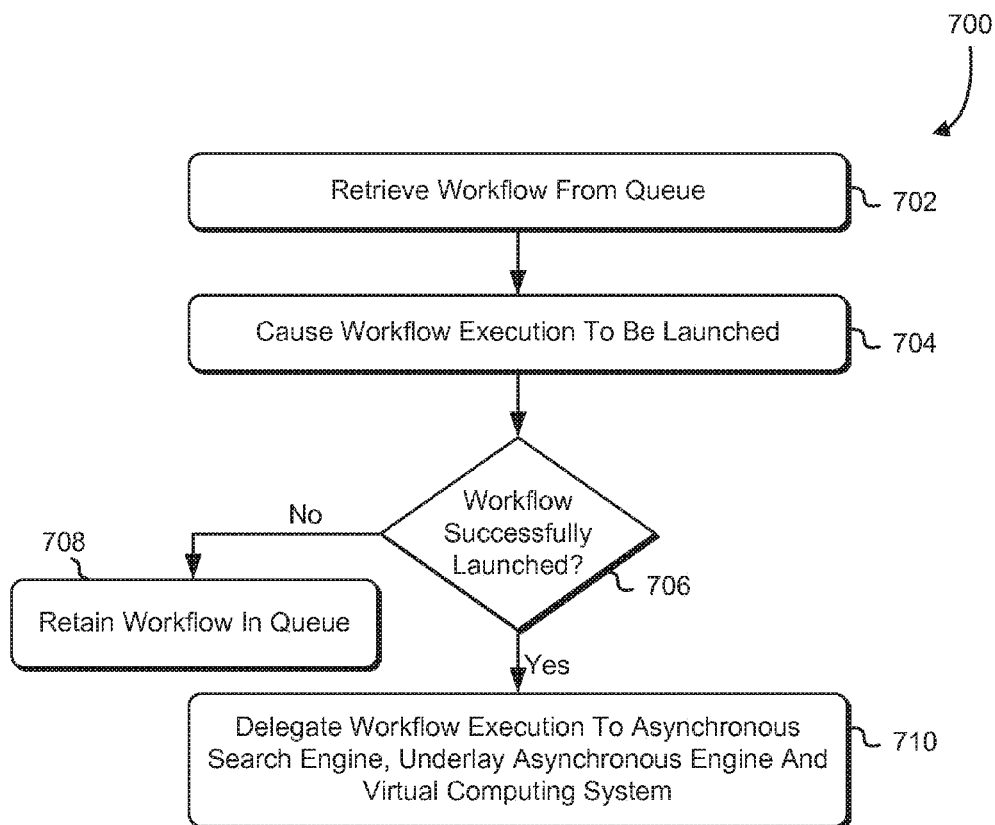 700
Retrieve Workflow From Queue
702
Cause Workflow Execution To Be Launched
704
Workflow
Successfully
Launched?
706
No
708
Retain Workflow In Queue
Yes
Delegate Workflow Execution To Asynchronous
Search Engine, Underlay Asynchronous Engine And
Virtual Computing System
710